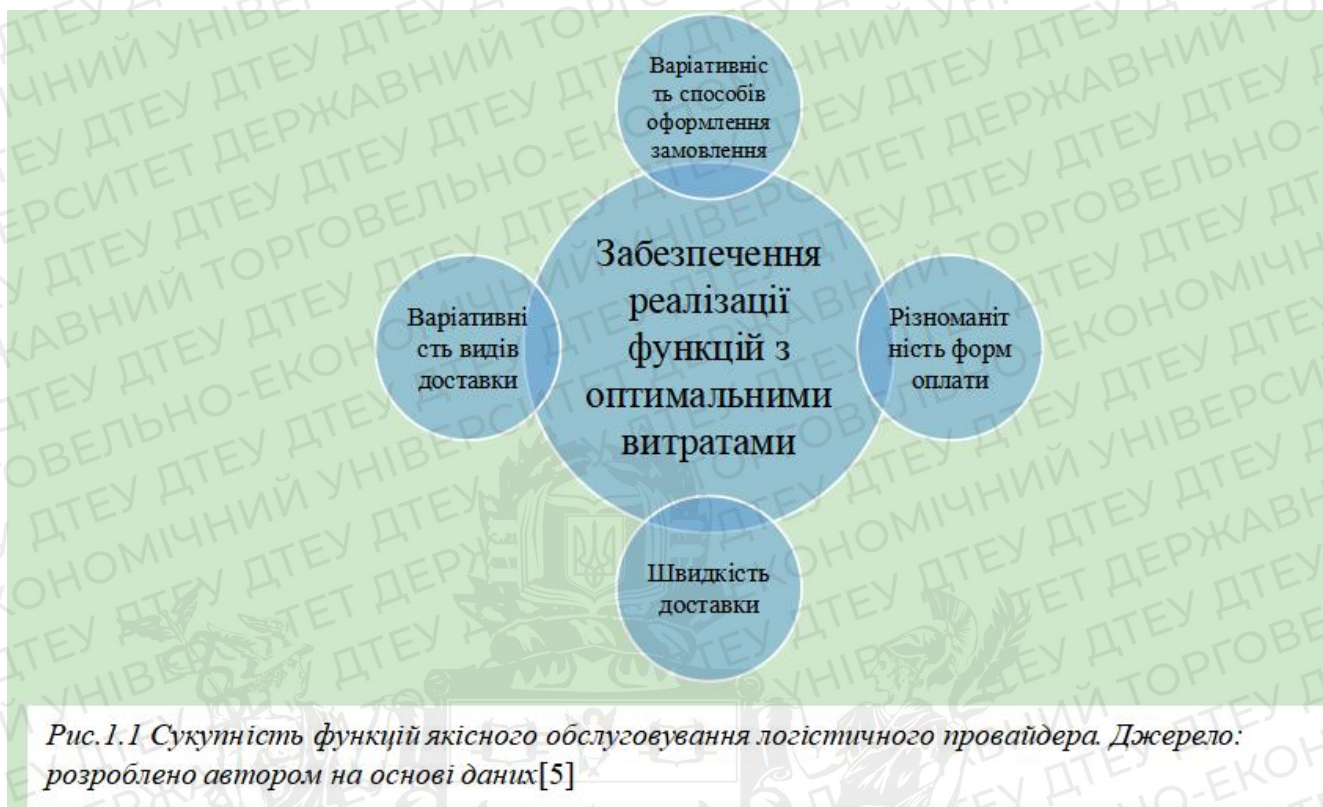 Варіативніс
ть способів
оформлення
замовлення
Забезпечення
реалізації
функцій з
оптимальними
витратами
Варіативні
сть видів
доставки
Різноманіт
ність форм
оплати
Швидкість
доставки
Рис.1.1 Сукупність функцій якісного обслуговування логістичного провайдера. Джерело:
розроблено автором на основі даних[5]